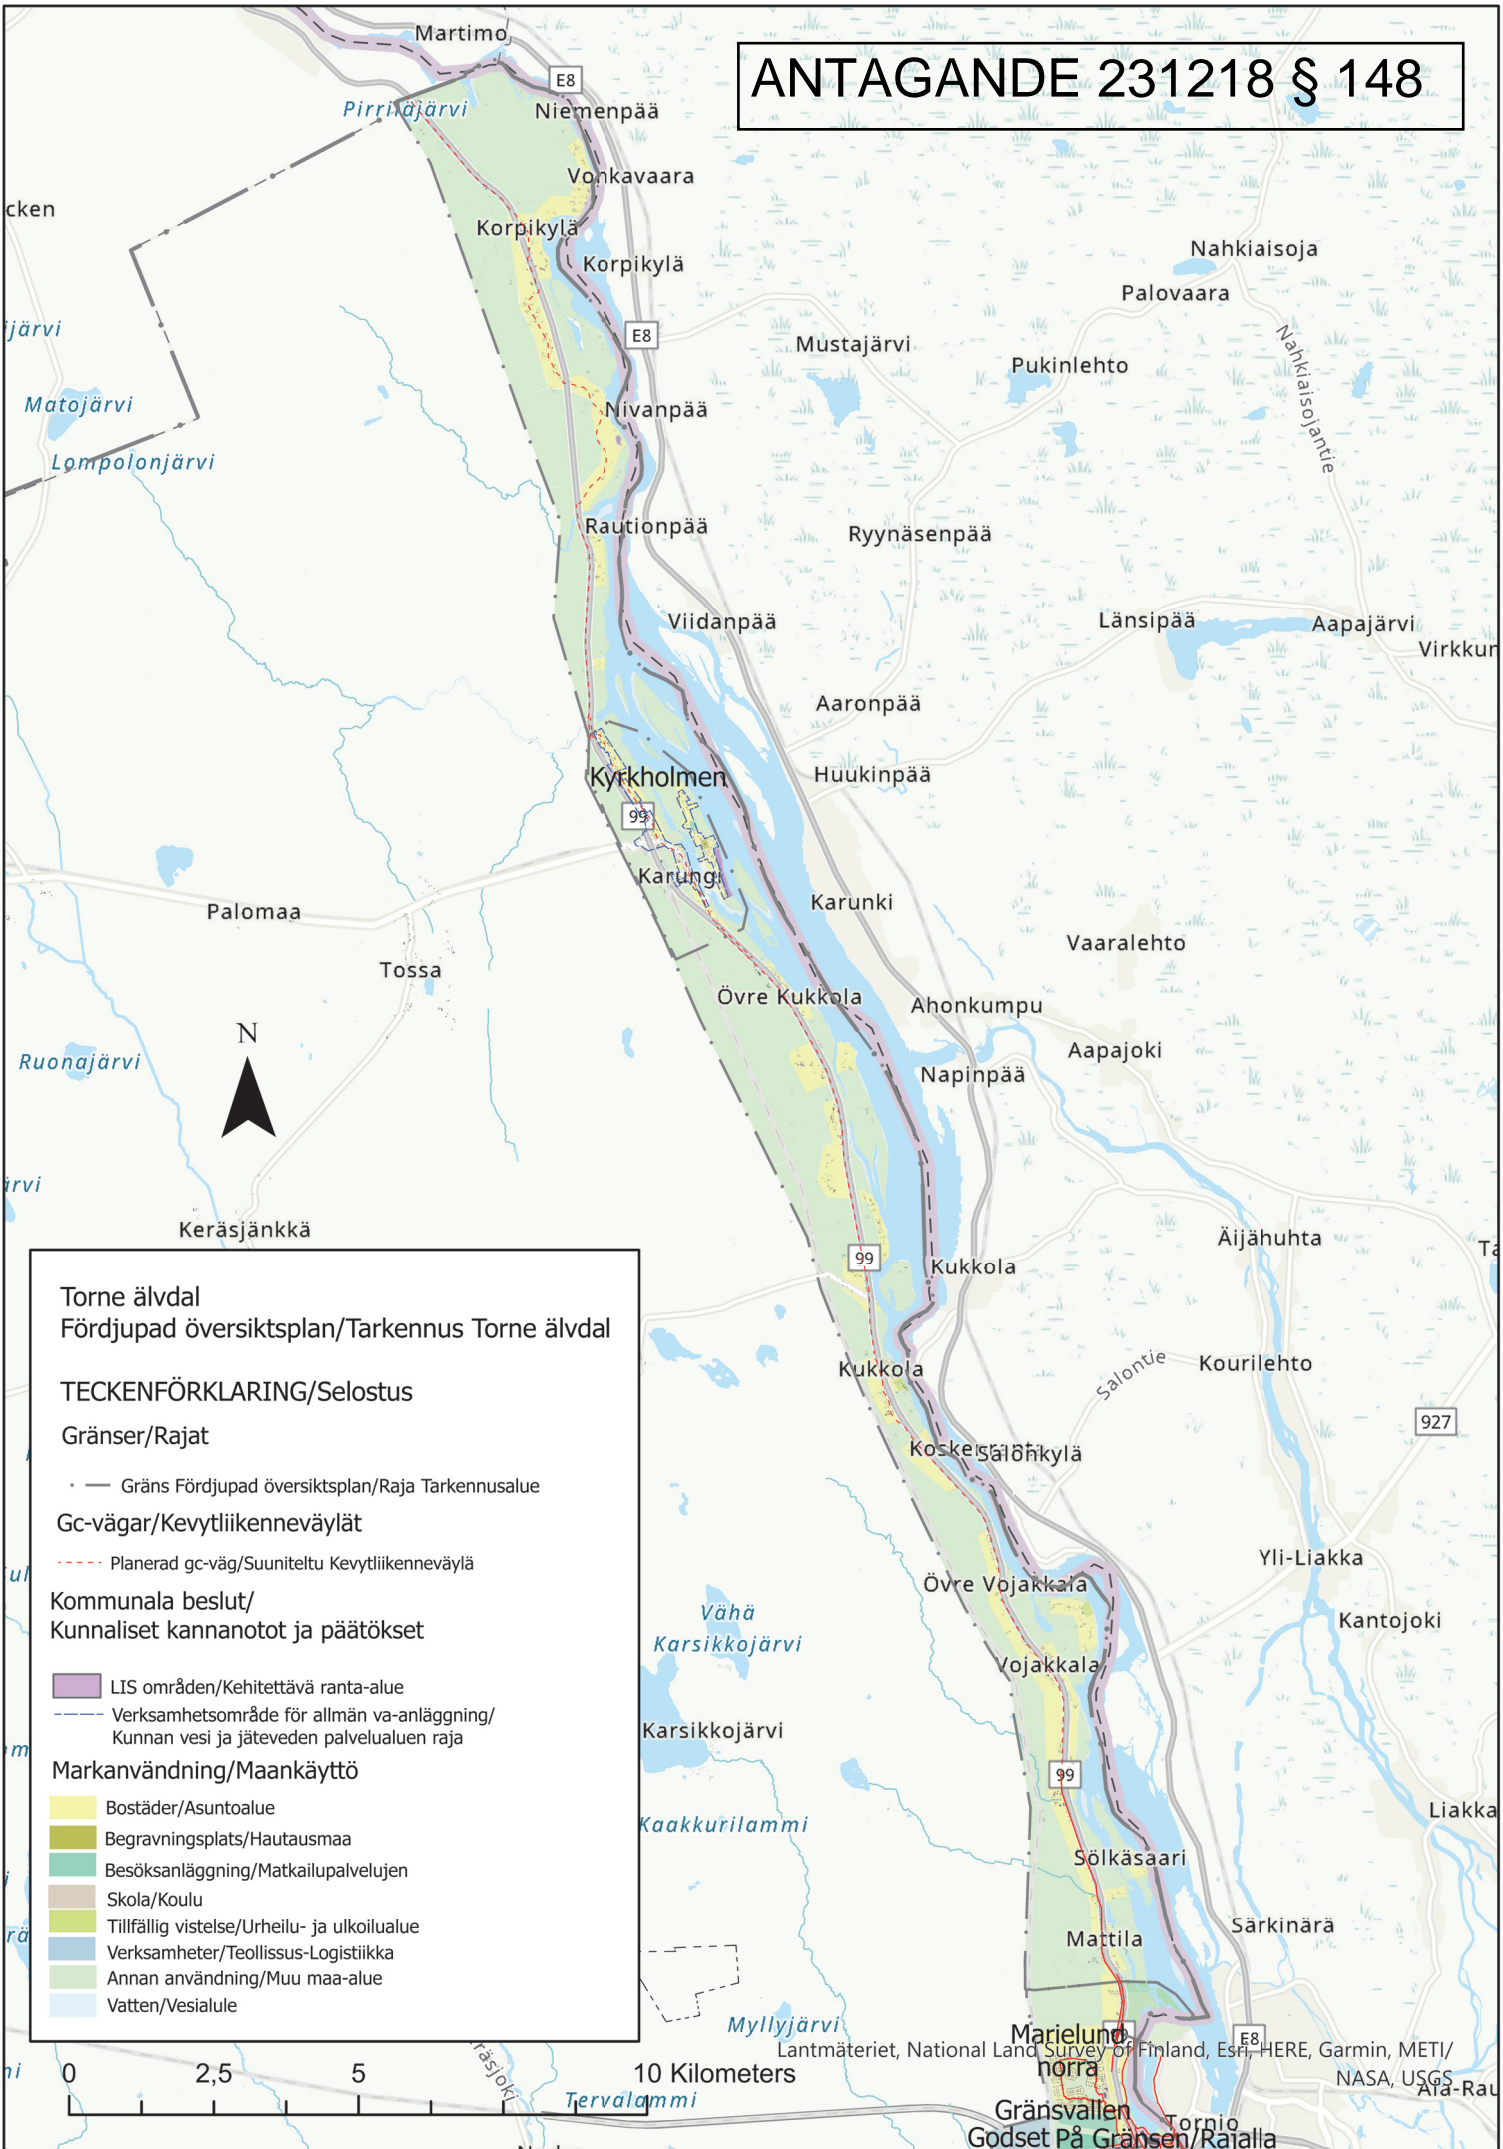 ANTAGANDE 231218 § 148
Martimo
E8
Pirriläjärvi
Niemenpää
Vonkavaara
cken
Korpikylä
Korpikylä
Nahkiaisoja
Palovaara
ijärvi
E8
Mustajärvi
Pukinlehto
Nahkiaisojantie
Matojärvi
Nivanpää
Lompolonjärvi
Rautionpää
Ryynäsenpää
Viidanpää
Länsipää
Aapajärvi
Virkkur
Aaronpää
Kyrkholmen
Huukinpää
99
Karungi
Karunki
Palomaa
Vaaralehto
Tossa
Övre Kukkola
Ahonkumpu
N
Ruonajärvi
Aapajoki
Napinpää
ärvi
Keräsjänkkä
Äijähuhta
Ta
99
Kukkola
Kukkola
Salontie
Kourilehto
927
Salonkylä
Yli-Liakka
Övre Vojakkala
Vähä
Karsikkojärvi
Kantojoki
Vojakkala
Karsikkojärvi
99
Kaakkurilammi
Liakka
Sölkäsaari
Särkinärä
Mattila
Myllyjärvi
Marielund
norra
E8
Lantmäteriet, National Land Survey of Finland, Esri, HERE, Garmin, METI/
NASA, USGS
räsjoki
Tervalammi
Gränsvallen
Tornio
Godset På Gränsen/Rajalla
Torne älvdal
Fördjupad översiktsplan/Tarkennus Torne älvdal
TECKENFÖRKLARING/Selostus
Gränser/Rajat
Gräns Fördjupad översiktsplan/Raja Tarkennusalue
Gc-vägar/Kevytliikenneväylät
Planerad gc-väg/Suuniteltu Kevytliikenneväylä
Kommunala beslut/
Kunnaliset kannanotot ja päätökset
LIS områden/Kehitettävä ranta-alue
Verksamhetsområde för allmän va-anläggning/
Kunnan vesi ja jäteveden palvelualuen raja
Markanvändning/Maankäyttö
Bostäder/Asuntoalue
Begravningsplats/Hautausmaa
Besöksanläggning/Matkailupalvelujen
Skola/Koulu
Tillfällig vistelse/Urheilu- ja ulkoilualue
Verksamheter/Teollissus-Logistiikka
Annan användning/Muu maa-alue
Vatten/Vesialule
0 2,5 5 10 Kilometers